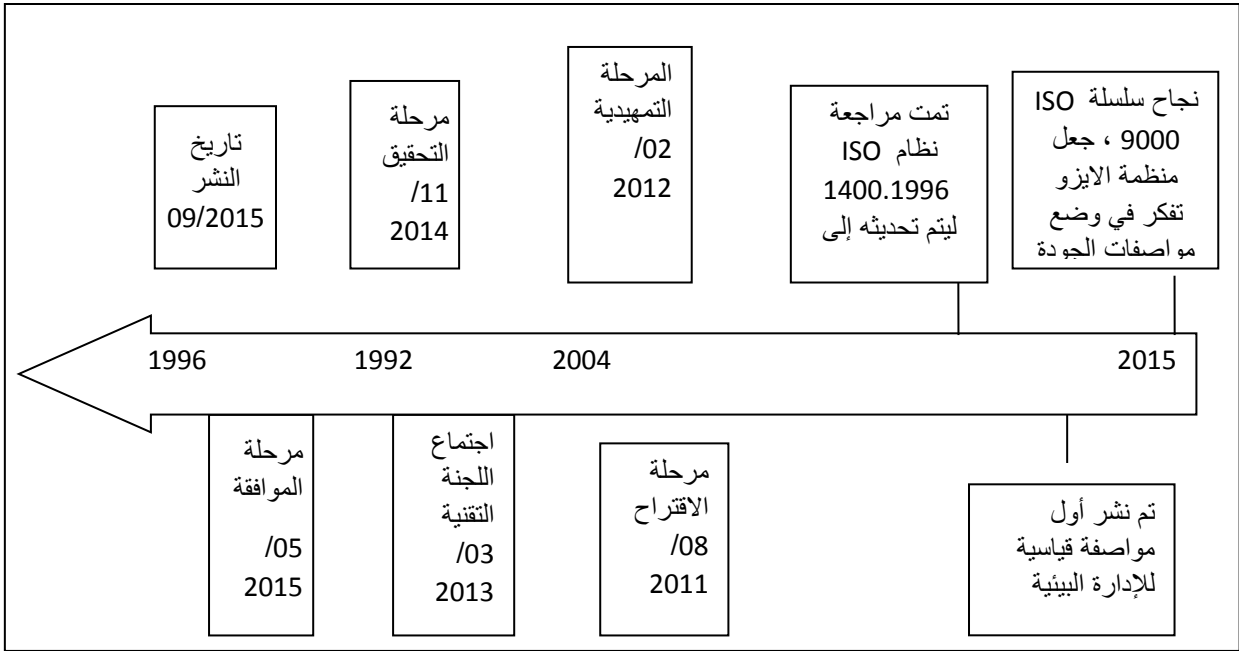 نجاح سلسلة ISO
9000 ، جعل
منظمة الايزو
تفكر في وضع
مواصفات الجودة
تمت مراجعة
نظام ISO
1400.1996
ليتم تحديثه إلى
المرحلة
التمهيدية
/02
2012
مرحلة
التحقيق
/11
2014
تاريخ
النشر
09/2015
2015
2004
1992
1996
تم نشر أول
مواصفة قياسية
للإدارة البيئية
مرحلة
الاقتراح
/08
2011
اجتماع
اللجنة
التقنية
/03
2013
مرحلة
الموافقة
/05
2015